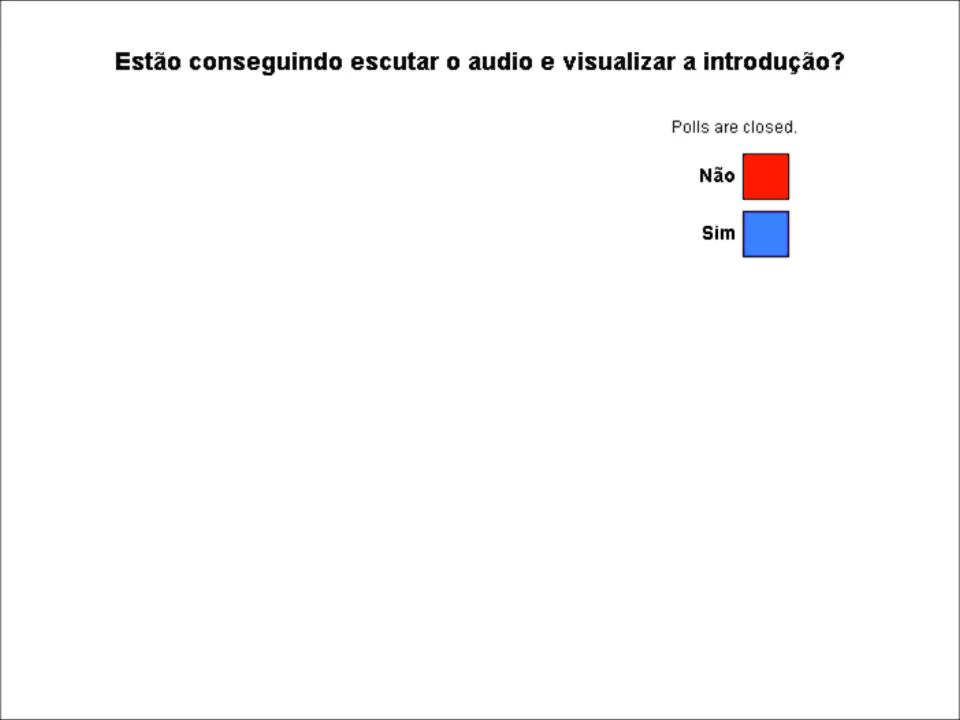 Estão conseguindo escutar o audio e visualizar a introdução?
Polls are closed.
Não
Sim